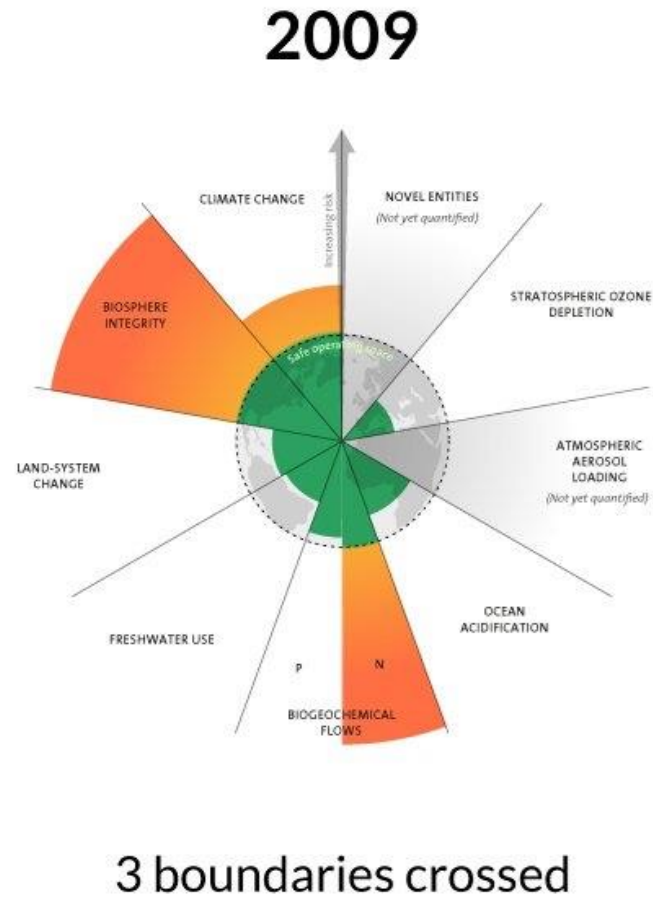 2009
CLIMATE CHANGE
Increasing risk
NOVEL ENTITIES
(Not yet quantified)
BIOSPHERE
INTEGRITY
STRATOSPHERIC OZONE
DEPLETION
Safe operating space
LAND-SYSTEM
CHANGE
ATMOSPHERIC
AEROSOL
LOADING
(Not yet quantified)
OCEAN
ACIDIFICATION
FRESHWATER USE
P
N
BIOGEOCHEMICAL
FLOWS
3 boundaries crossed